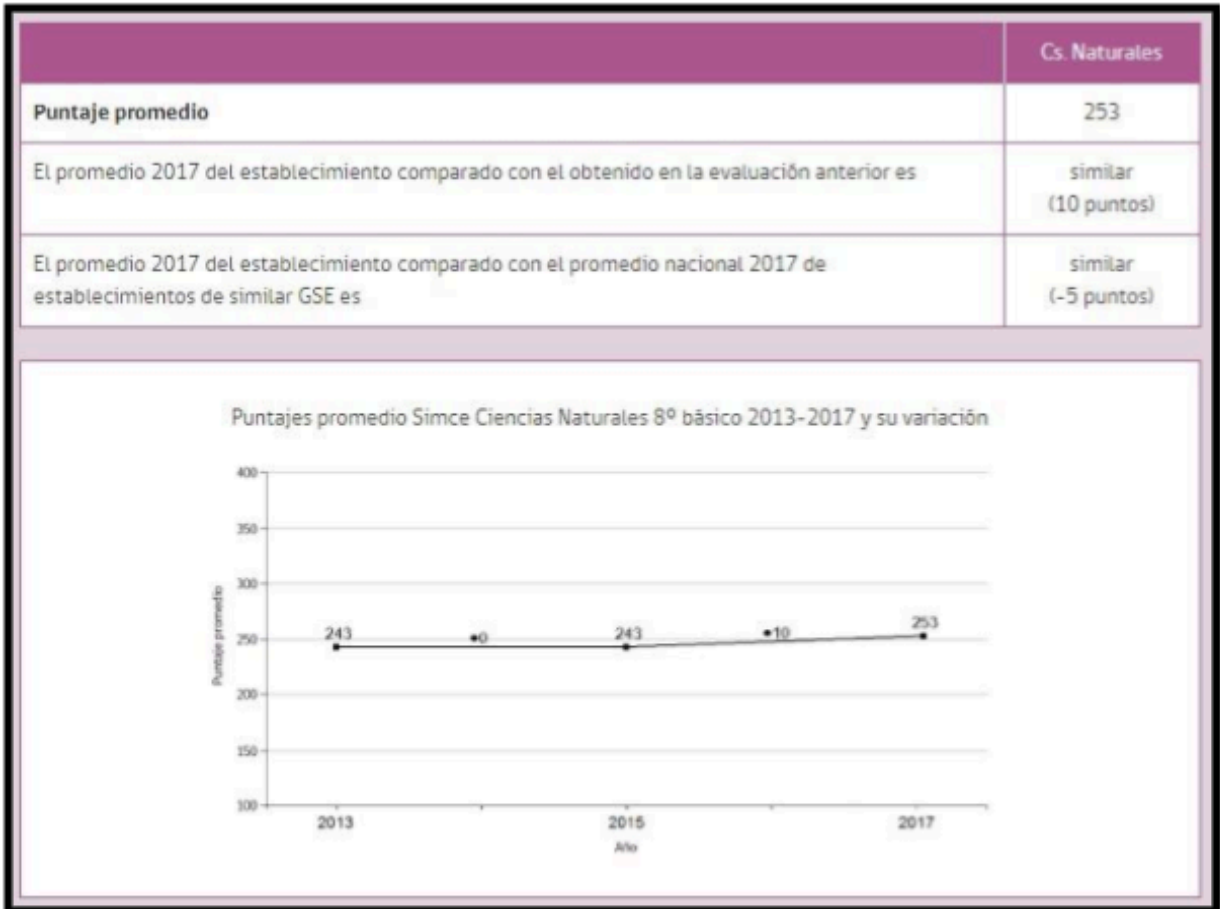 Cs. Naturales
Puntaje promedio
253
El promedio 2017 del establecimiento comparado con el obtenido en la evaluación anterior es
similar
(10 puntos)
El promedio 2017 del establecimiento comparado con el promedio nacional 2017 de
establecimientos de similar GSE es
similar
(-5 puntos)
Puntajes promedio Simce Ciencias Naturales 8º básico 2013-2017 y su variación
400
350
300
250
200
150
100
Puntaje promedio
243
•0
243
•10
253
2013
2015
2017
Año